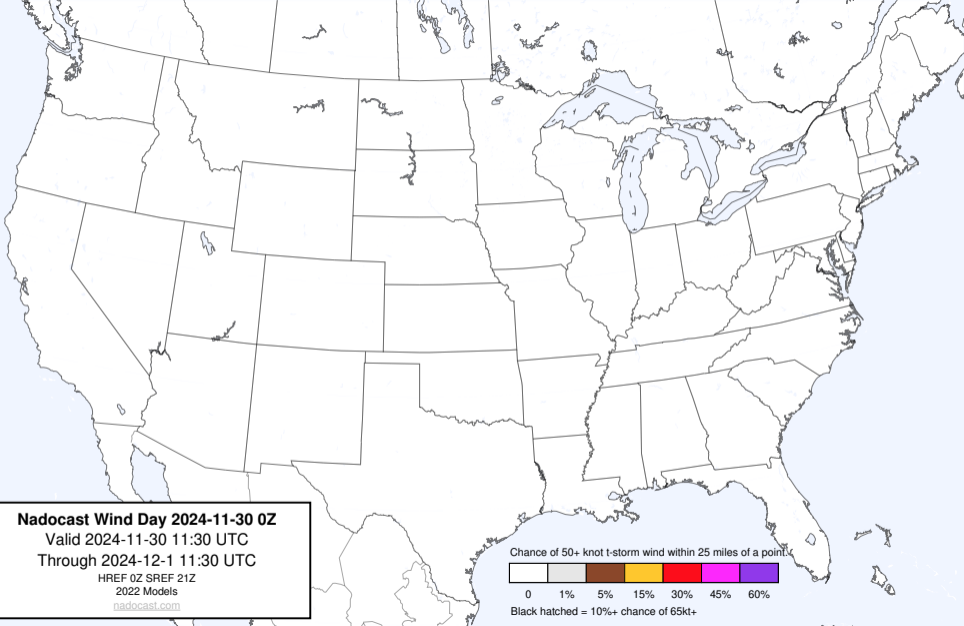 Nadocast Wind Day 2024-11-30 0Z
Valid 2024-11-30 11:30 UTC
Through 2024-12-1 11:30 UTC
HREF 0Z SREF 21Z
2022 Models
nadocast.com
Chance of 50+ knot t-storm wind within 25 miles of a point.
0 1% 5% 15% 30% 45% 60%
Black hatched = 10%+ chance of 65kt+